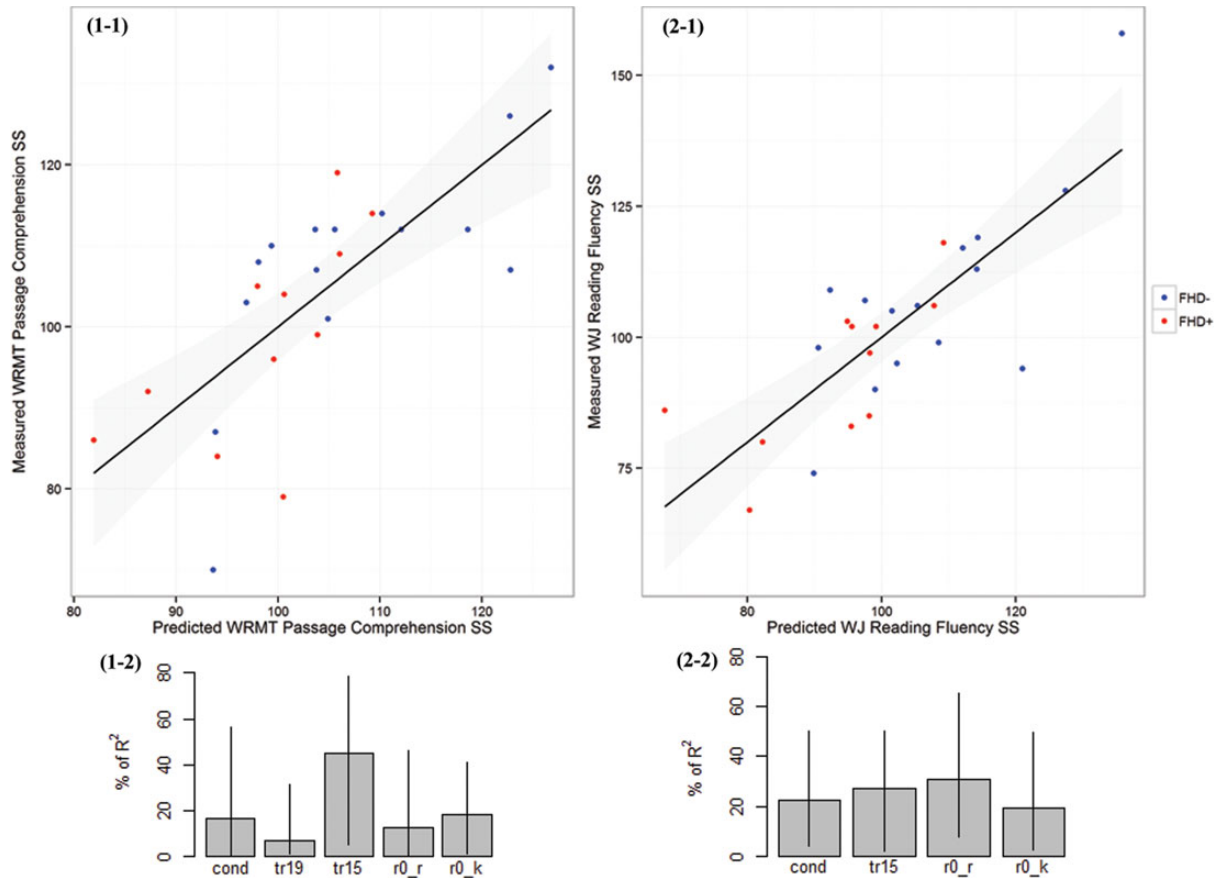 (1-1)
Measured WRMT Passage Comprehension SS
120
100
80
80 90 100 110 120
Predicted WRMT Passage Comprehension SS
(2-1)
Measured WJ Reading Fluency SS
150
125
100
75
80 100 120
Predicted WJ Reading Fluency SS
FHD-
FHD+
(1-2)
% of R²
80
60
40
20
0
cond tr19 tr15 r0_r r0_k
(2-2)
% of R²
80
60
40
20
0
cond tr15 r0_r r0_k